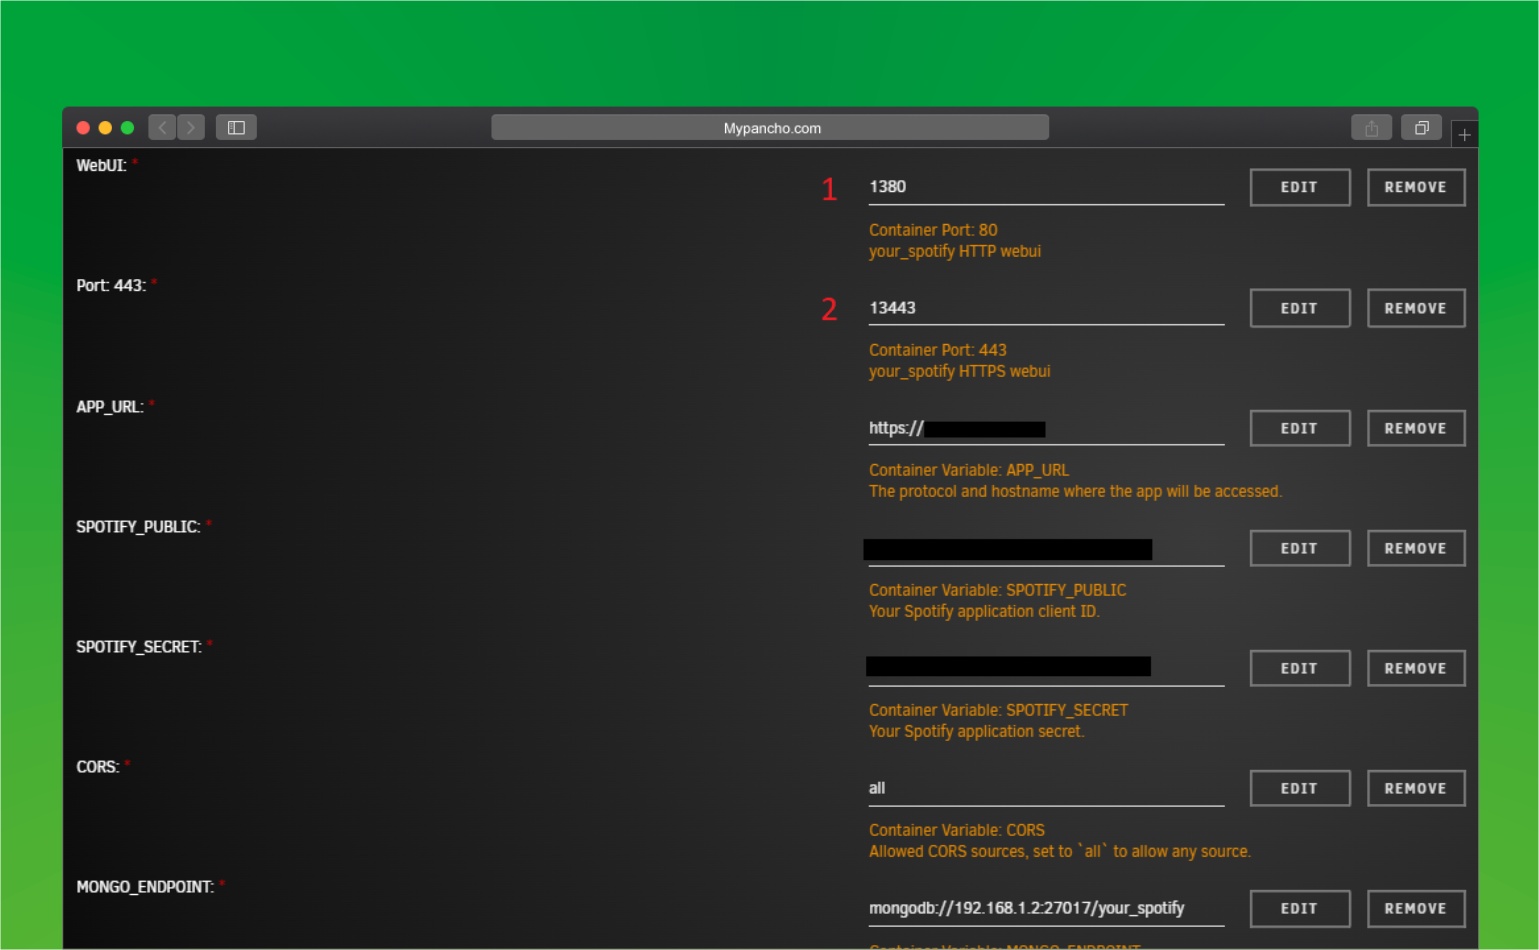 Mypancho.com
WebUI: *
1 1380 EDIT REMOVE
Container Port: 80
your_spotify HTTP webui
Port: 443: *
2 13443 EDIT REMOVE
Container Port: 443
your_spotify HTTPS webui
APP_URL: *
https:// EDIT REMOVE
Container Variable: APP_URL
The protocol and hostname where the app will be accessed.
SPOTIFY_PUBLIC: *
EDIT REMOVE
Container Variable: SPOTIFY_PUBLIC
Your Spotify application client ID.
SPOTIFY_SECRET: *
EDIT REMOVE
Container Variable: SPOTIFY_SECRET
Your Spotify application secret.
CORS: *
all EDIT REMOVE
Container Variable: CORS
Allowed CORS sources, set to `all` to allow any source.
MONGO_ENDPOINT: *
mongodb://192.168.1.2:27017/your_spotify EDIT REMOVE
Container Variable: MONGO_ENDPOINT